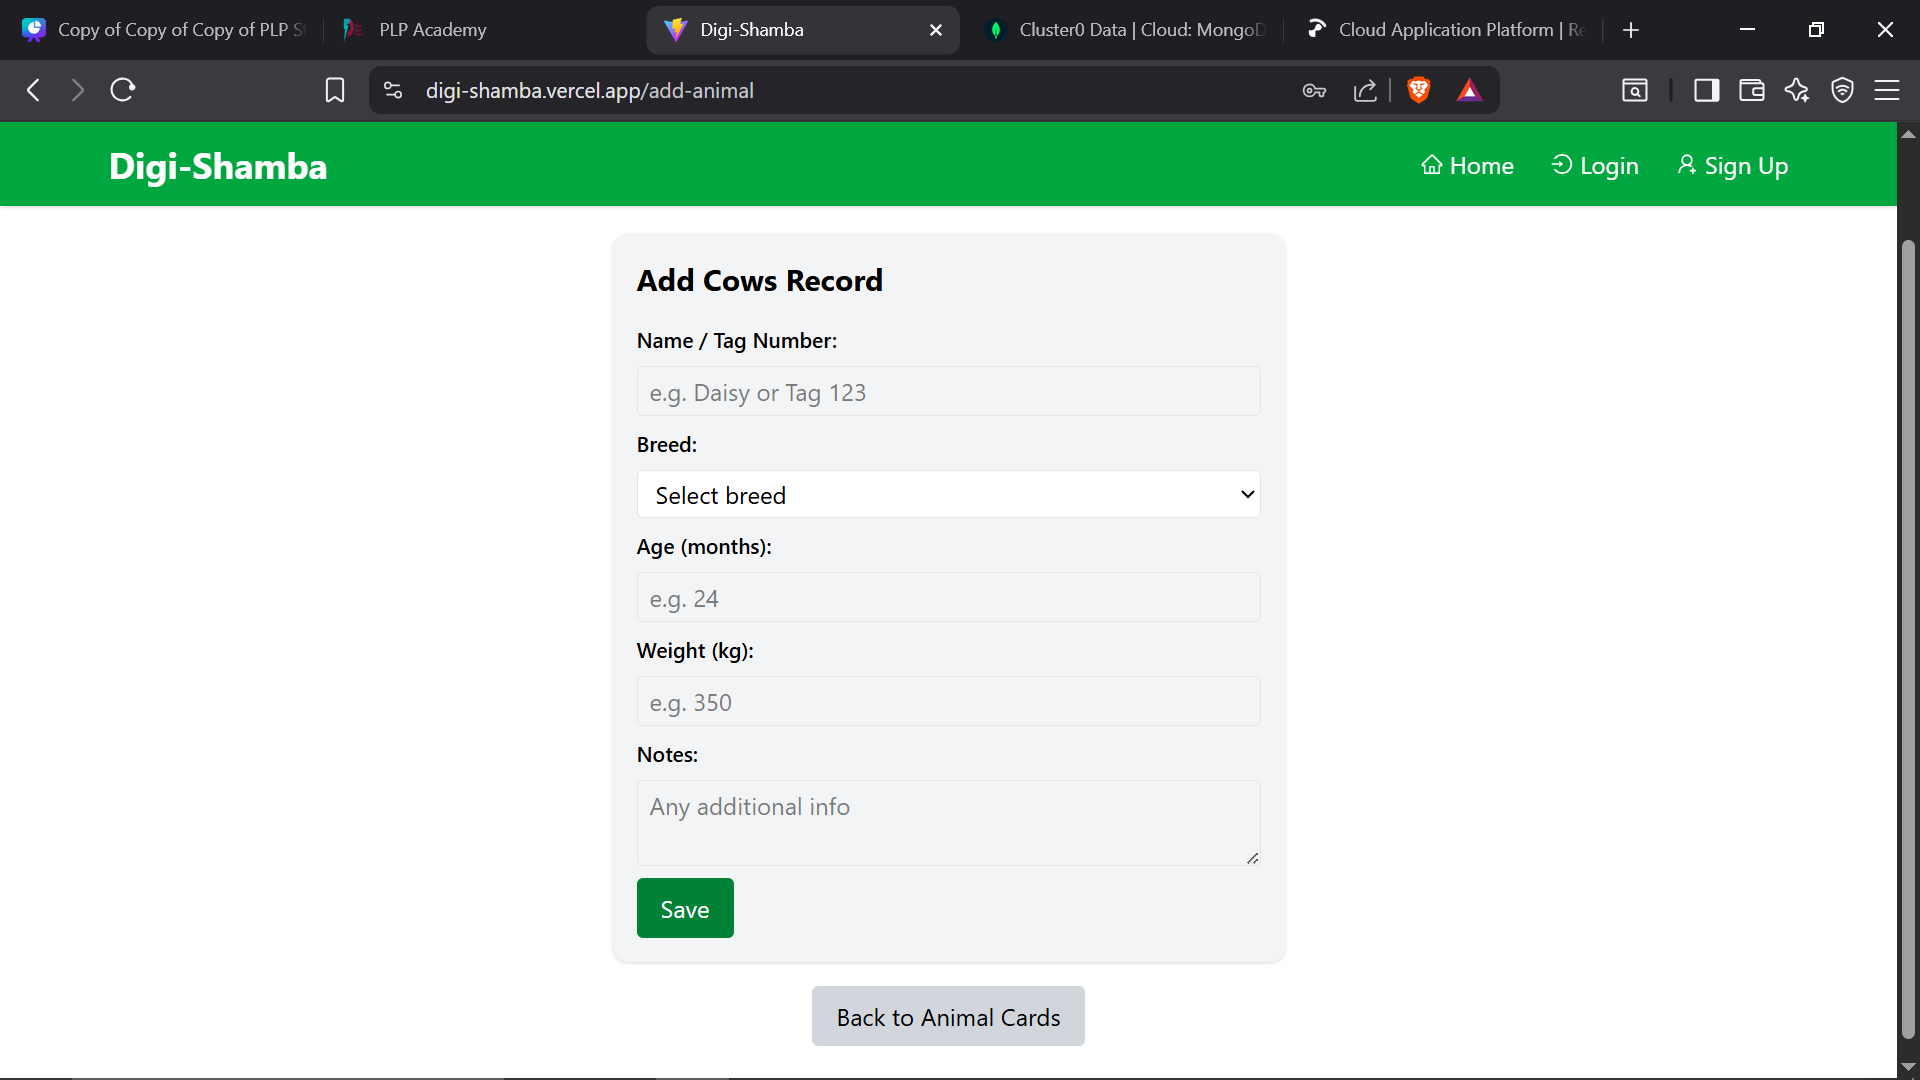 Copy of Copy of Copy of PLP S
PLP Academy
Digi-Shamba
Cluster0 Data | Cloud: MongoD
Cloud Application Platform | Re
digi-shamba.vercel.app/add-animal
Digi-Shamba
Home
Login
Sign Up
Add Cows Record
Name / Tag Number:
e.g. Daisy or Tag 123
Breed:
Select breed
Age (months):
e.g. 24
Weight (kg):
e.g. 350
Notes:
Any additional info
Save
Back to Animal Cards